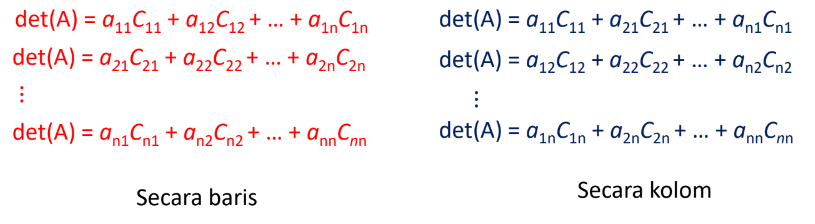 det(A) = a₁₁C₁₁ + a₁₂C₁₂ + ... + a₁ₙC₁ₙ
det(A) = a₂₁C₂₁ + a₂₂C₂₂ + ... + a₂ₙC₂ₙ
⋮
det(A) = aₙ₁Cₙ₁ + aₙ₂Cₙ₂ + ... + aₙₙCₙₙ
Secara baris
det(A) = a₁₁C₁₁ + a₂₁C₂₁ + ... + aₙ₁Cₙ₁
det(A) = a₁₂C₁₂ + a₂₂C₂₂ + ... + aₙ₂Cₙ₂
⋮
det(A) = a₁ₙC₁ₙ + a₂ₙC₂ₙ + ... + aₙₙCₙₙ
Secara kolom